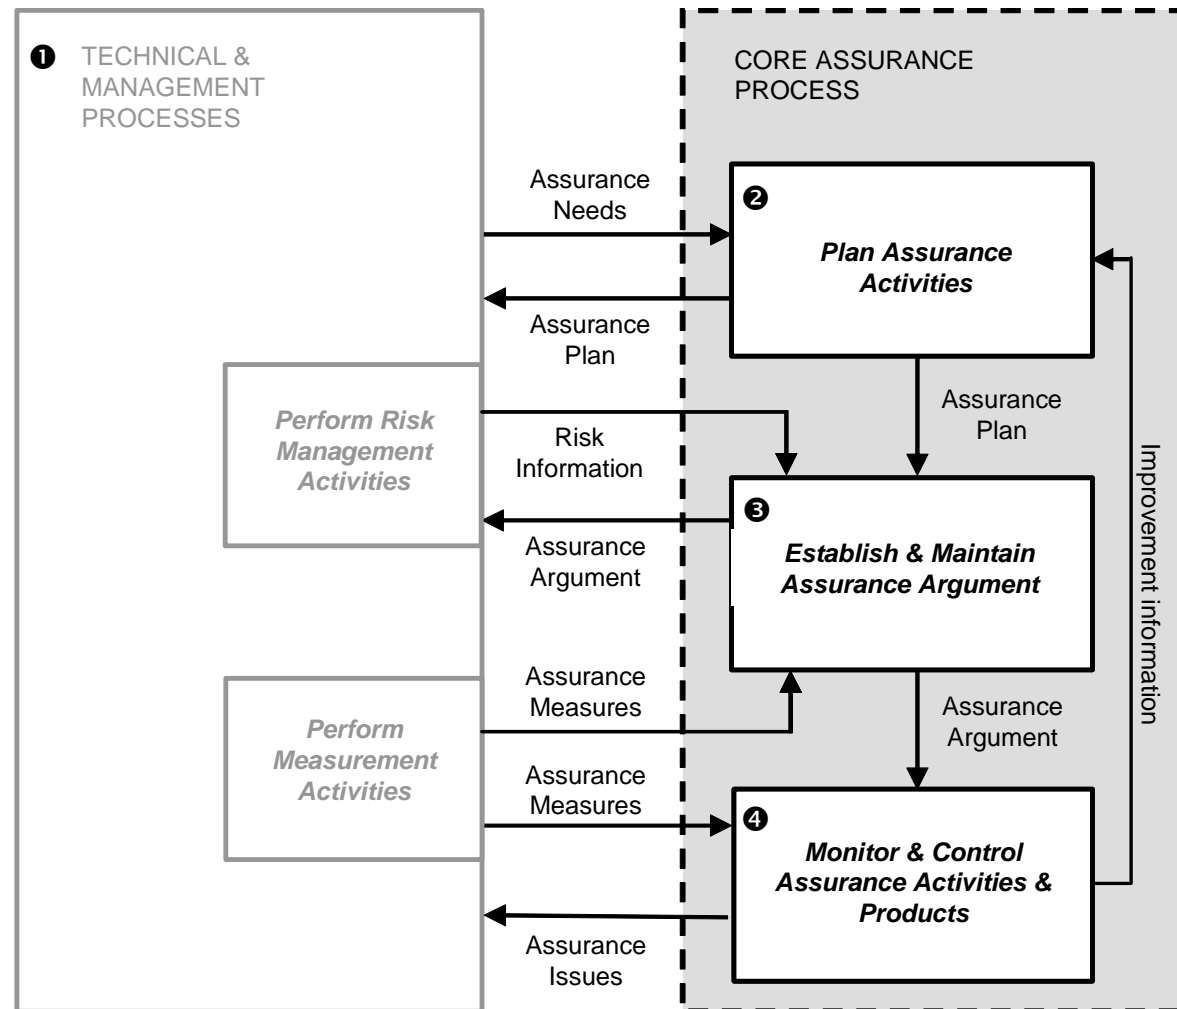 ❶ TECHNICAL &
MANAGEMENT
PROCESSES
CORE ASSURANCE
PROCESS
Assurance
Needs
❷
Plan Assurance
Activities
Assurance
Plan
Assurance
Plan
Perform Risk
Management
Activities
Risk
Information
❸
Establish & Maintain
Assurance Argument
Assurance
Argument
Improvement information
Perform
Measurement
Activities
Assurance
Measures
Assurance
Argument
Assurance
Measures
❹
Monitor & Control
Assurance Activities &
Products
Assurance
Issues